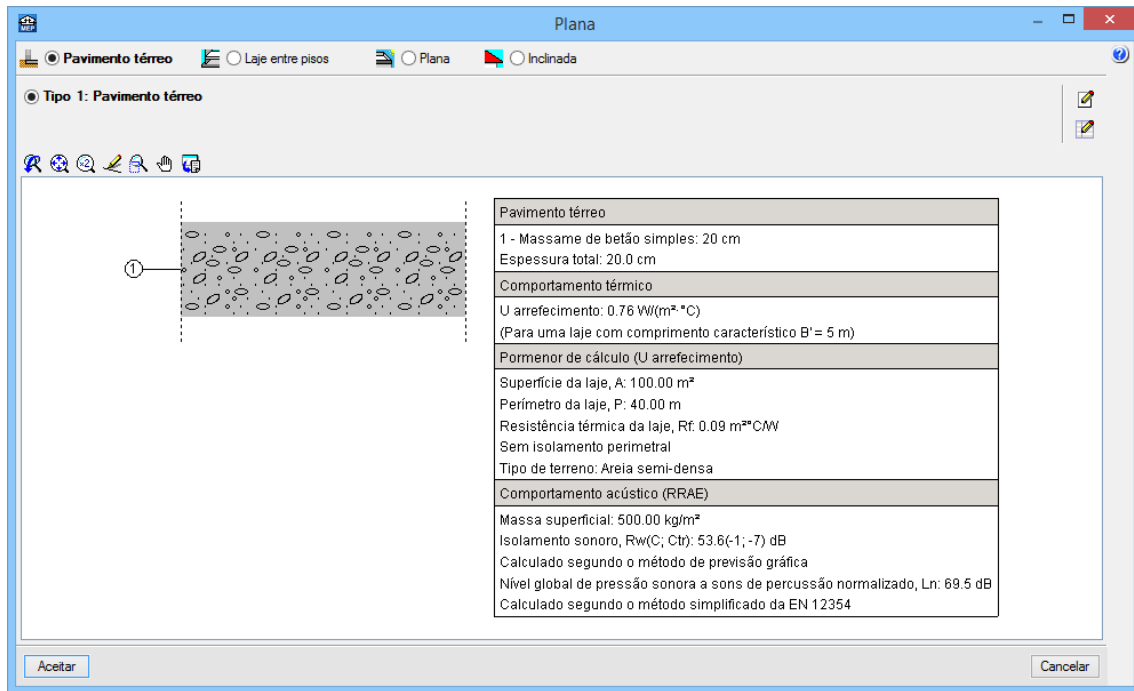 MEP
Plana
Pavimento térreo
Laje entre pisos
Plana
Inclinada
Tipo 1: Pavimento térreo
x2
1
Pavimento térreo
1 - Massame de betão simples: 20 cm
Espessura total: 20.0 cm
Comportamento térmico
U arrefecimento: 0.76 W/(m²·°C)
(Para uma laje com comprimento característico B'= 5 m)
Pormenor de cálculo (U arrefecimento)
Superfície da laje, A: 100.00 m²
Perímetro da laje, P: 40.00 m
Resistência térmica da laje, Rf: 0.09 m²°C/W
Sem isolamento perimetral
Tipo de terreno: Areia semi-densa
Comportamento acústico (RRAE)
Massa superficial: 500.00 kg/m²
Isolamento sonoro, Rw(C; Ctr): 53.6(-1; -7) dB
Calculado segundo o método de previsão gráfica
Nível global de pressão sonora a sons de percussão normalizado, Ln: 69.5 dB
Calculado segundo o método simplificado da EN 12354
Aceitar
Cancelar